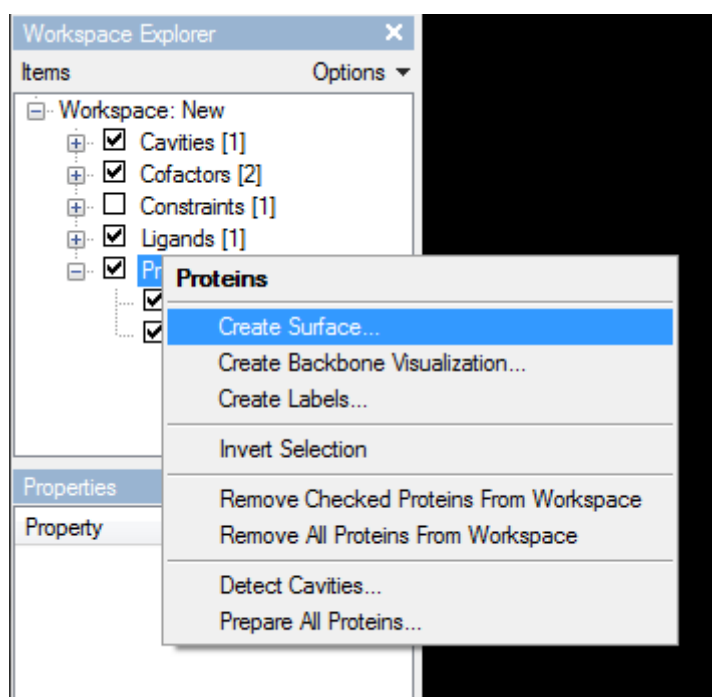 Workspace Explorer
Items Options
Workspace: New
Cavities [1]
Cofactors [2]
Constraints [1]
Ligands [1]
Proteins
Create Surface...
Create Backbone Visualization...
Create Labels...
Invert Selection
Remove Checked Proteins From Workspace
Remove All Proteins From Workspace
Detect Cavities...
Prepare All Proteins...
Properties
Property